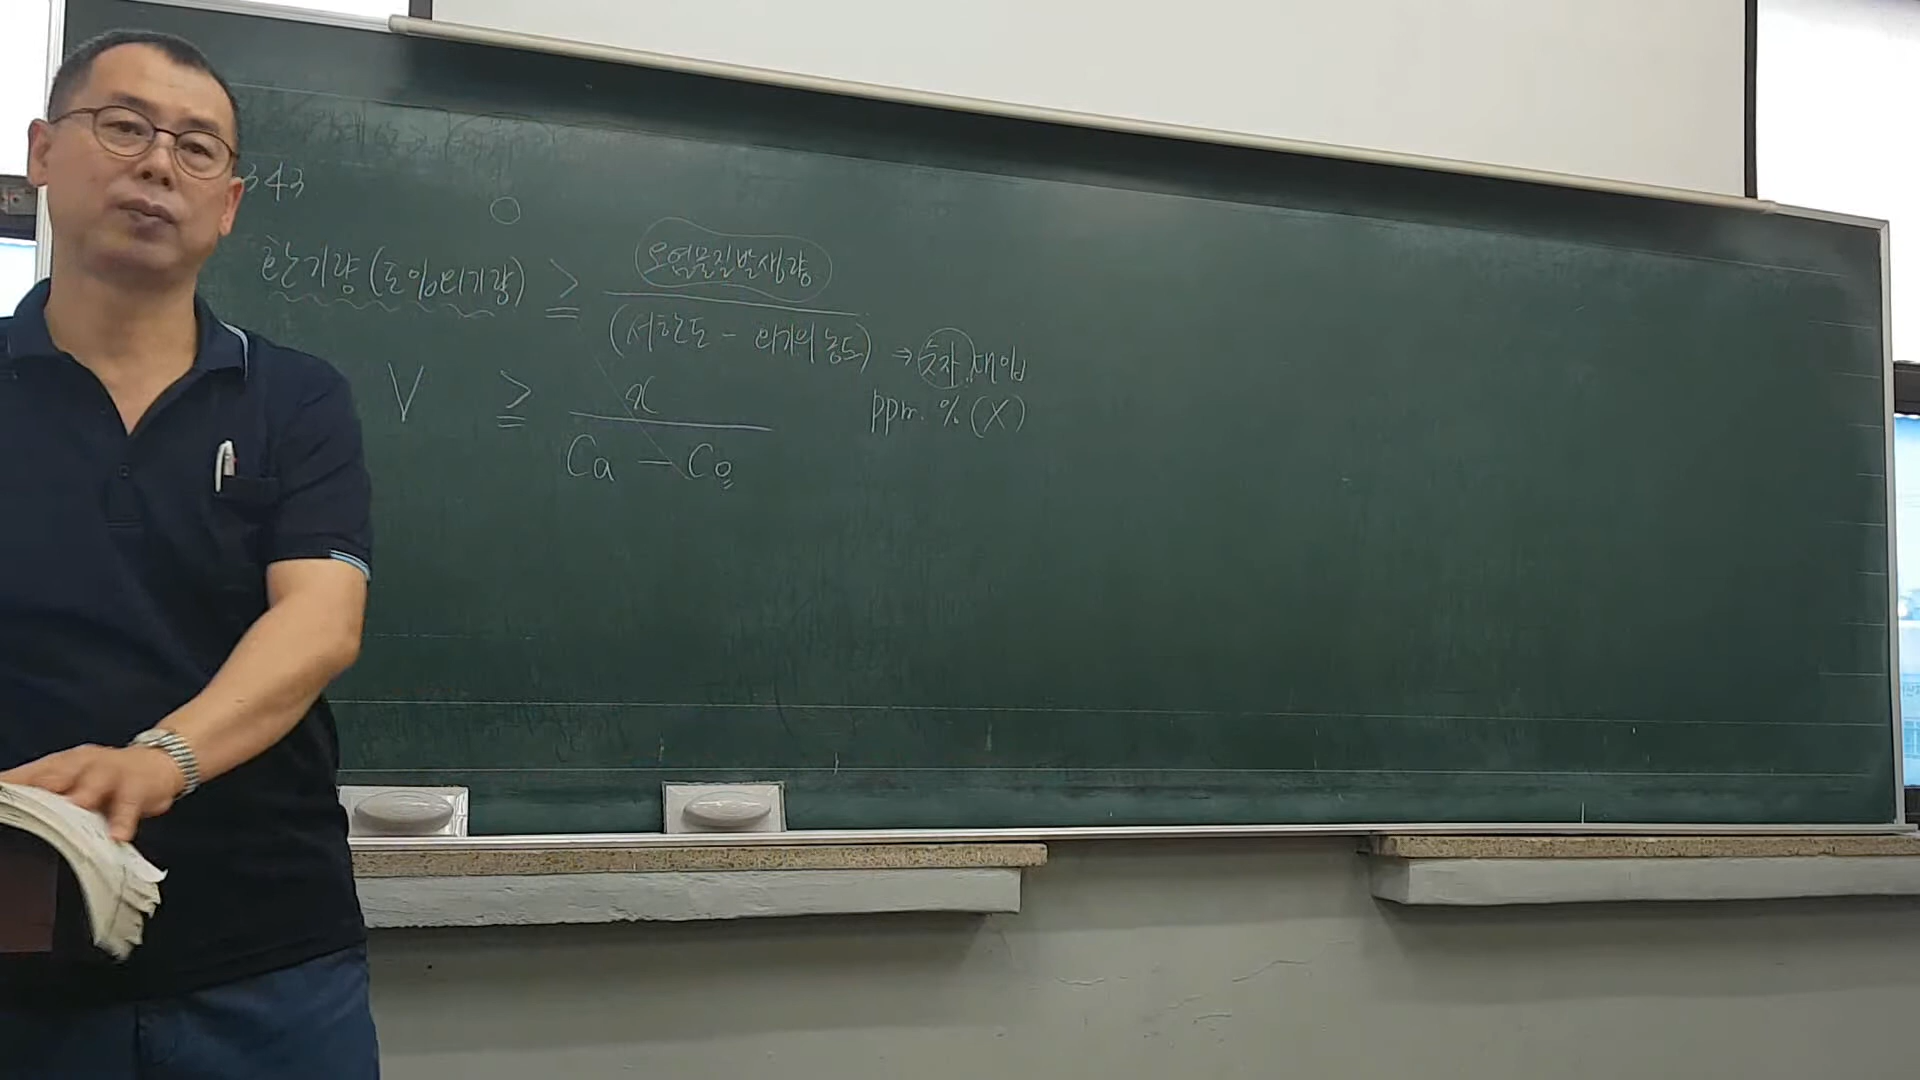 343
환기량(도입외기량) ≥ 오염물질발생량
(서한도 - 외기의농도) ⇒ 숫자 대입
V ≥ x
Ca - Co
ppm. % (X)